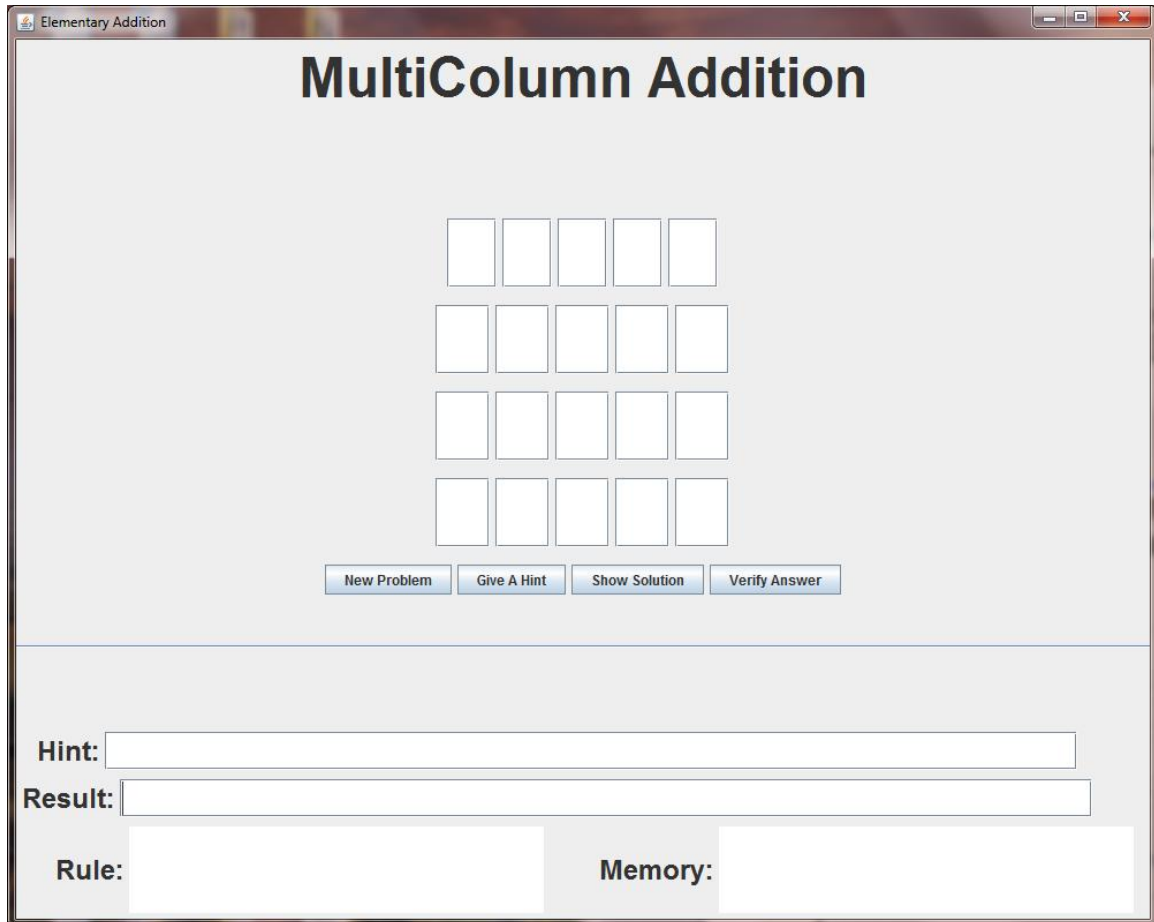 Elementary Addition
MultiColumn Addition
New Problem Give A Hint Show Solution Verify Answer
Hint:
Result:
Rule: Memory: